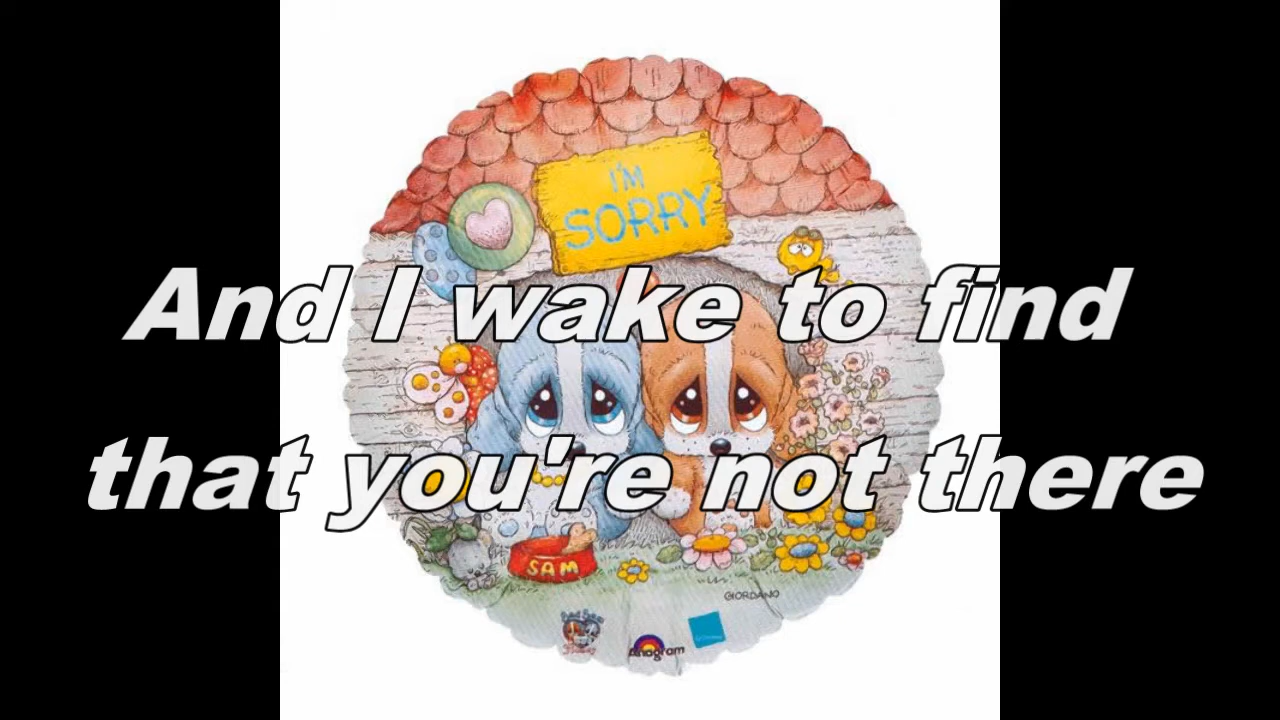 I'M
SORRY
And I wake to find
that you're not there
SAM
GIORDANO
anagram